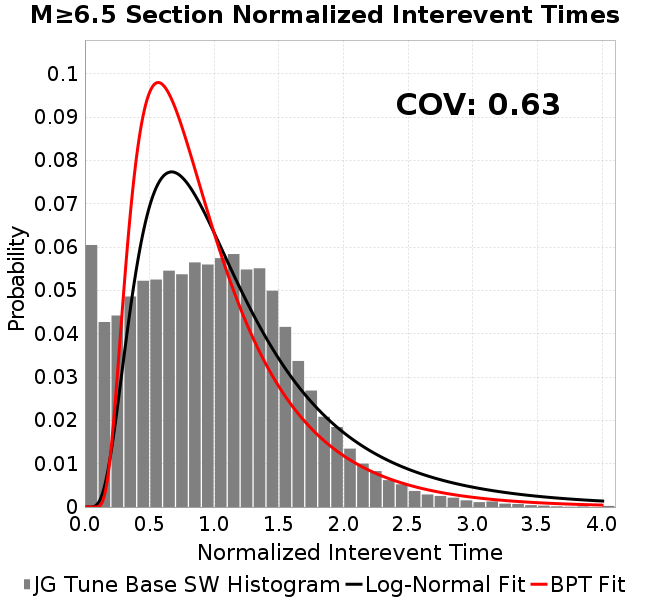 M≥6.5 Section Normalized Interevent Times
COV: 0.63
Probability
0.1
0.09
0.08
0.07
0.06
0.05
0.04
0.03
0.02
0.01
0
0.0 0.5 1.0 1.5 2.0 2.5 3.0 3.5 4.0
Normalized Interevent Time
JG Tune Base SW Histogram Log-Normal Fit BPT Fit